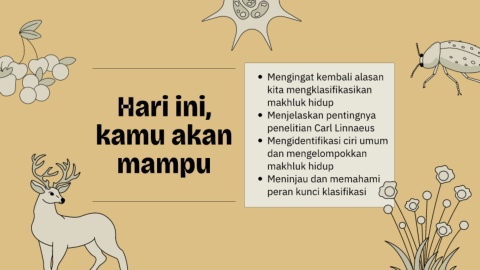 Hari ini,
kamu akan
mampu
• Mengingat kembali alasan
kita mengklasifikasikan
makhluk hidup
• Menjelaskan pentingnya
penelitian Carl Linnaeus
• Mengidentifikasi ciri umum
dan mengelompokkan
makhluk hidup
• Meninjau dan memahami
peran kunci klasifikasi